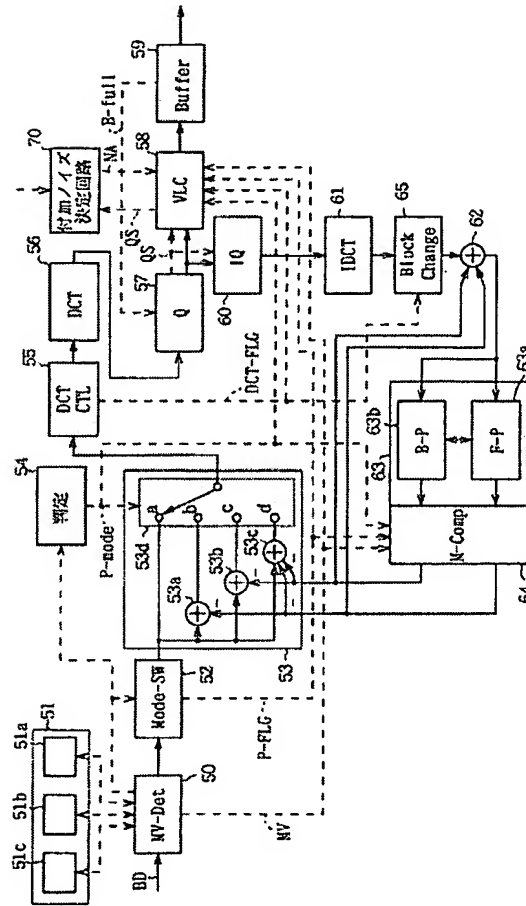 51
51a
51b
51c
BD
MV-Det
50
MV
Mode-SW
52
P-FLG
53
53a
53b
53c
53d
a
b
c
d
P-mode
判定
54
DCT
CTL
55
DCT-FLG
DCT
56
Q
57
QS
QS
IQ
60
VLC
58
NA
付加ノイズ
決定回路
70
B-full
Buffer
59
IDCT
61
Block
Change
65
62
B-P
63b
63
F-P
63a
M-Comp
64